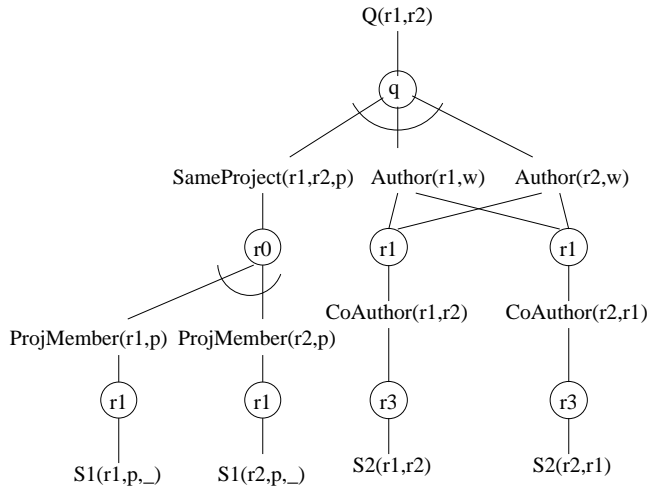 Q(r1,r2)
q
SameProject(r1,r2,p) Author(r1,w) Author(r2,w)
r0 r1 r1
CoAuthor(r1,r2) CoAuthor(r2,r1)
ProjMember(r1,p) ProjMember(r2,p)
r1 r1 r3 r3
S1(r1,p,_) S1(r2,p,_) S2(r1,r2) S2(r2,r1)